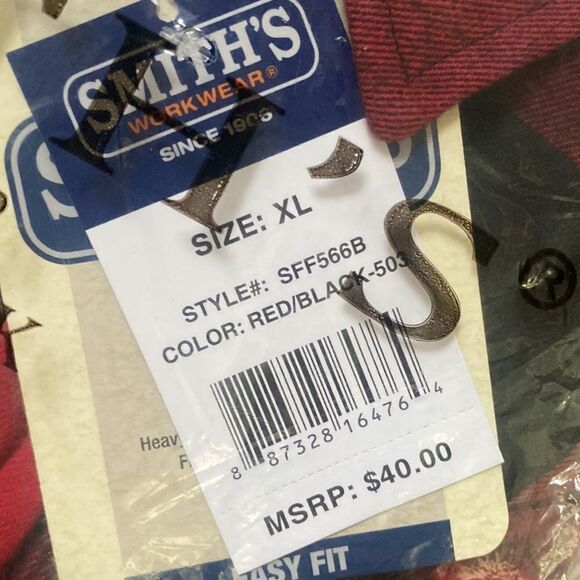 SMITH'S
WORKWEAR®
SINCE 1906
SIZE: XL
STYLE#: SFF566B
COLOR: RED/BLACK-503
8 87328 16476 4
MSRP: $40.00
EASY FIT
S
®